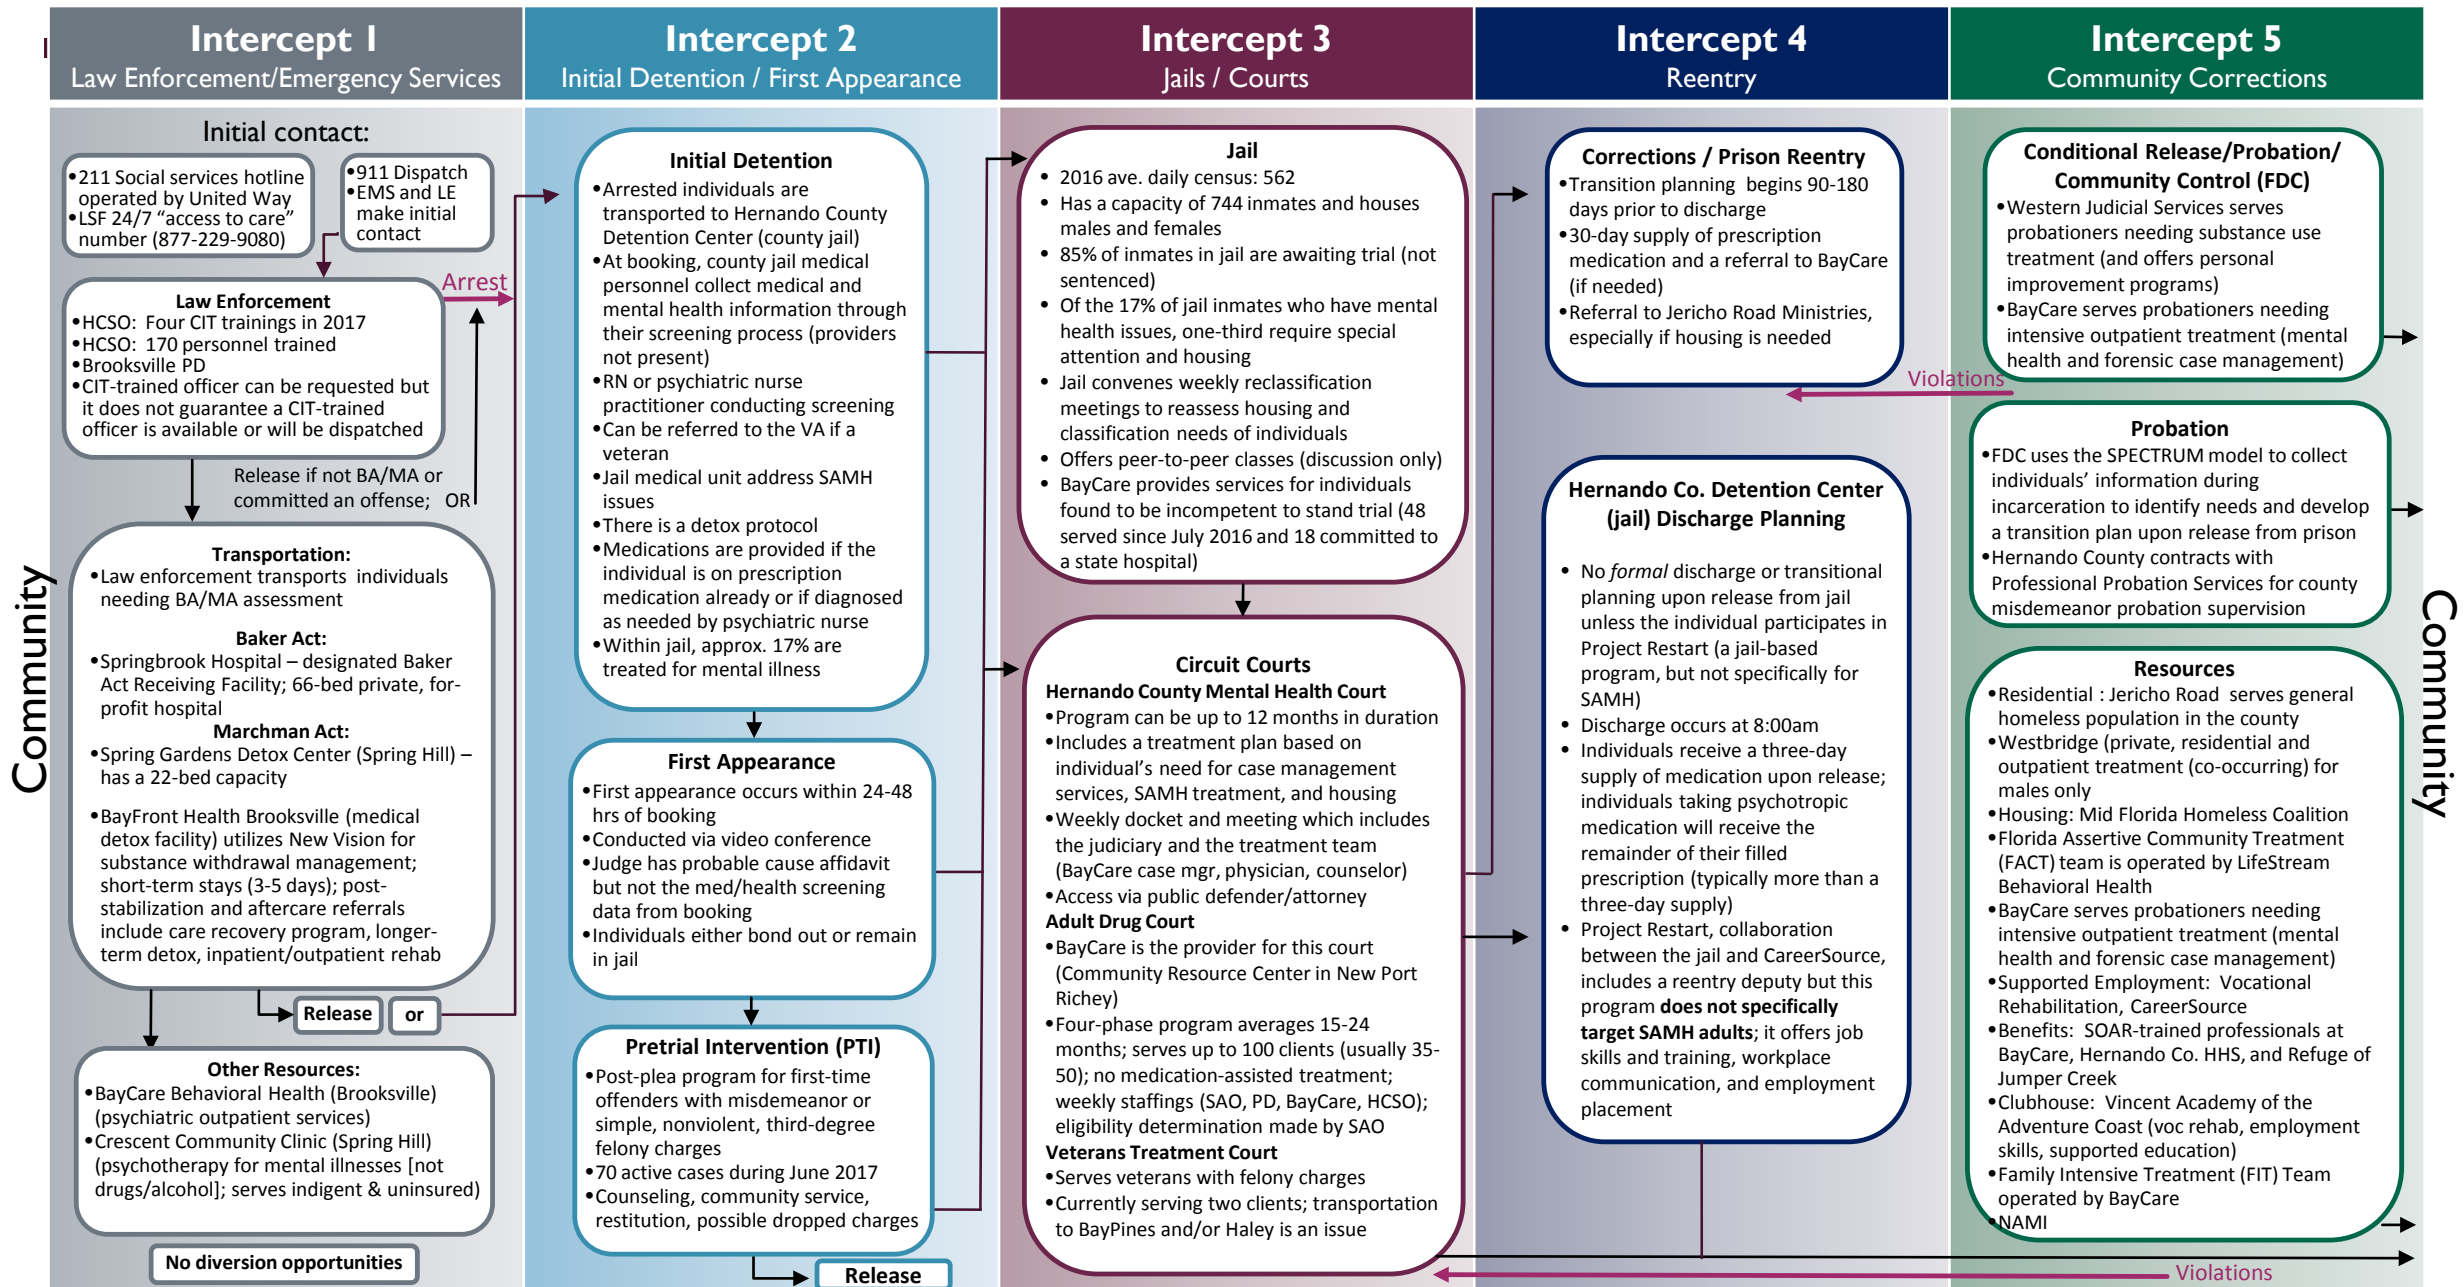 Intercept 1
Law Enforcement/Emergency Services
Intercept 2
Initial Detention / First Appearance
Intercept 3
Jails / Courts
Intercept 4
Reentry
Intercept 5
Community Corrections
Community
Initial contact:
•211 Social services hotline
operated by United Way
•LSF 24/7 “access to care”
number (877-229-9080)
•911 Dispatch
•EMS and LE
make initial
contact
Arrest
Law Enforcement
•HCSO: Four CIT trainings in 2017
•HCSO: 170 personnel trained
•Brooksville PD
•CIT-trained officer can be requested but
it does not guarantee a CIT-trained
officer is available or will be dispatched
Release if not BA/MA or
committed an offense; OR
Transportation:
•Law enforcement transports individuals
needing BA/MA assessment
Baker Act:
•Springbrook Hospital – designated Baker
Act Receiving Facility; 66-bed private, for-
profit hospital
Marchman Act:
•Spring Gardens Detox Center (Spring Hill) –
has a 22-bed capacity
•BayFront Health Brooksville (medical
detox facility) utilizes New Vision for
substance withdrawal management;
short-term stays (3-5 days); post-
stabilization and aftercare referrals
include care recovery program, longer-
term detox, inpatient/outpatient rehab
Release
or
Other Resources:
•BayCare Behavioral Health (Brooksville)
(psychiatric outpatient services)
•Crescent Community Clinic (Spring Hill)
(psychotherapy for mental illnesses [not
drugs/alcohol]; serves indigent & uninsured)
No diversion opportunities
Initial Detention
•Arrested individuals are
transported to Hernando County
Detention Center (county jail)
•At booking, county jail medical
personnel collect medical and
mental health information through
their screening process (providers
not present)
•RN or psychiatric nurse
practitioner conducting screening
•Can be referred to the VA if a
veteran
•Jail medical unit address SAMH
issues
•There is a detox protocol
•Medications are provided if the
individual is on prescription
medication already or if diagnosed
as needed by psychiatric nurse
•Within jail, approx. 17% are
treated for mental illness
First Appearance
•First appearance occurs within 24-48
hrs of booking
•Conducted via video conference
•Judge has probable cause affidavit
but not the med/health screening
data from booking
•Individuals either bond out or remain
in jail
Pretrial Intervention (PTI)
•Post-plea program for first-time
offenders with misdemeanor or
simple, nonviolent, third-degree
felony charges
•70 active cases during June 2017
•Counseling, community service,
restitution, possible dropped charges
Release
Jail
• 2016 ave. daily census: 562
• Has a capacity of 744 inmates and houses
males and females
• 85% of inmates in jail are awaiting trial (not
sentenced)
• Of the 17% of jail inmates who have mental
health issues, one-third require special
attention and housing
• Jail convenes weekly reclassification
meetings to reassess housing and
classification needs of individuals
• Offers peer-to-peer classes (discussion only)
• BayCare provides services for individuals
found to be incompetent to stand trial (48
served since July 2016 and 18 committed to
a state hospital)
Circuit Courts
Hernando County Mental Health Court
•Program can be up to 12 months in duration
•Includes a treatment plan based on
individual’s need for case management
services, SAMH treatment, and housing
•Weekly docket and meeting which includes
the judiciary and the treatment team
(BayCare case mgr, physician, counselor)
•Access via public defender/attorney
Adult Drug Court
•BayCare is the provider for this court
(Community Resource Center in New Port
Richey)
•Four-phase program averages 15-24
months; serves up to 100 clients (usually 35-
50); no medication-assisted treatment;
weekly staffings (SAO, PD, BayCare, HCSO);
eligibility determination made by SAO
Veterans Treatment Court
•Serves veterans with felony charges
•Currently serving two clients; transportation
to BayPines and/or Haley is an issue
Corrections / Prison Reentry
•Transition planning begins 90-180
days prior to discharge
•30-day supply of prescription
medication and a referral to BayCare
(if needed)
•Referral to Jericho Road Ministries,
especially if housing is needed
Violations
Hernando Co. Detention Center
(jail) Discharge Planning
• No formal discharge or transitional
planning upon release from jail
unless the individual participates in
Project Restart (a jail-based
program, but not specifically for
SAMH)
• Discharge occurs at 8:00am
• Individuals receive a three-day
supply of medication upon release;
individuals taking psychotropic
medication will receive the
remainder of their filled
prescription (typically more than a
three-day supply)
• Project Restart, collaboration
between the jail and CareerSource,
includes a reentry deputy but this
program does not specifically
target SAMH adults; it offers job
skills and training, workplace
communication, and employment
placement
Conditional Release/Probation/
Community Control (FDC)
•Western Judicial Services serves
probationers needing substance use
treatment (and offers personal
improvement programs)
•BayCare serves probationers needing
intensive outpatient treatment (mental
health and forensic case management)
Probation
•FDC uses the SPECTRUM model to collect
individuals’ information during
incarceration to identify needs and develop
a transition plan upon release from prison
•Hernando County contracts with
Professional Probation Services for county
misdemeanor probation supervision
Resources
•Residential : Jericho Road serves general
homeless population in the county
•Westbridge (private, residential and
outpatient treatment (co-occurring) for
males only
•Housing: Mid Florida Homeless Coalition
•Florida Assertive Community Treatment
(FACT) team is operated by LifeStream
Behavioral Health
•BayCare serves probationers needing
intensive outpatient treatment (mental
health and forensic case management)
•Supported Employment: Vocational
Rehabilitation, CareerSource
•Benefits: SOAR-trained professionals at
BayCare, Hernando Co. HHS, and Refuge of
Jumper Creek
•Clubhouse: Vincent Academy of the
Adventure Coast (voc rehab, employment
skills, supported education)
•Family Intensive Treatment (FIT) Team
operated by BayCare
•NAMI
Violations
Community